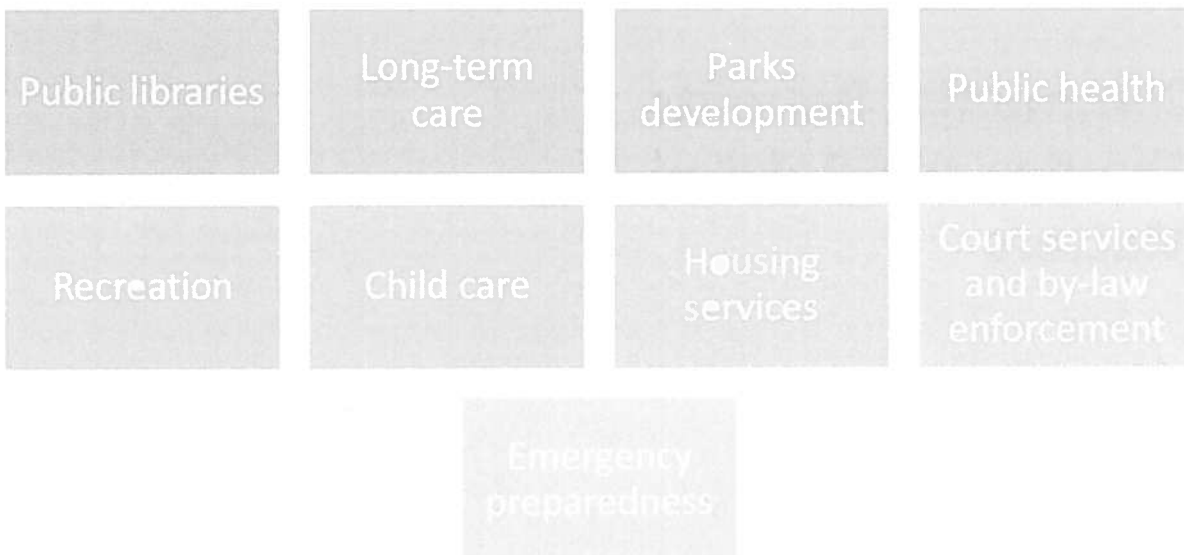 Public libraries
Long-term
care
Parks
development
Public health
Recreation
Child care
Housing
services
Court services
and by-law
enforcement
Emergency
preparedness